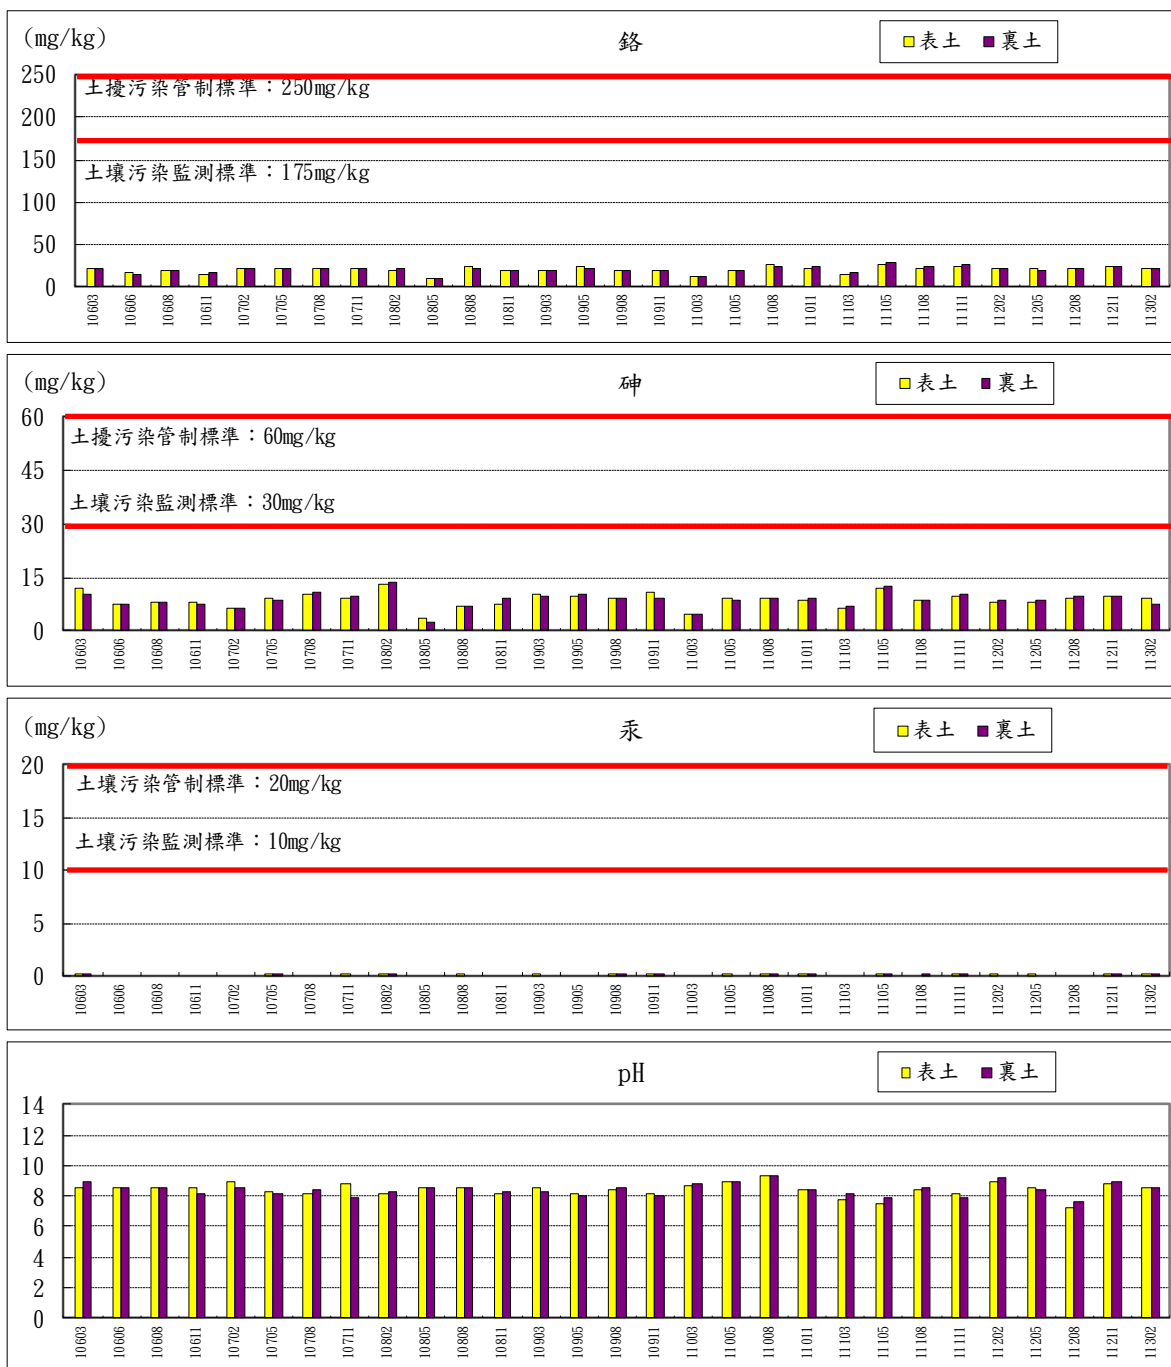 (mg/kg)
鉻
表土 裏土
250
200
150
100
50
0
土擾污染管制標準：250mg/kg
土壤污染監測標準：175mg/kg
10603 10606 10608 10611 10702 10705 10708 10711 10802 10805 10808 10811 10903 10905 10908 10911 11003 11005 11008 11011 11103 11105 11108 11111 11202 11205 11208 11211 11302
(mg/kg)
砷
表土 裏土
60
45
30
15
0
土擾污染管制標準：60mg/kg
土壤污染監測標準：30mg/kg
10603 10606 10608 10611 10702 10705 10708 10711 10802 10805 10808 10811 10903 10905 10908 10911 11003 11005 11008 11011 11103 11105 11108 11111 11202 11205 11208 11211 11302
(mg/kg)
汞
表土 裏土
20
15
10
5
0
土壤污染管制標準：20mg/kg
土壤污染監測標準：10mg/kg
10603 10606 10608 10611 10702 10705 10708 10711 10802 10805 10808 10811 10903 10905 10908 10911 11003 11005 11008 11011 11103 11105 11108 11111 11202 11205 11208 11211 11302
pH
表土 裏土
14
12
10
8
6
4
2
0
10603 10606 10608 10611 10702 10705 10708 10711 10802 10805 10808 10811 10903 10905 10908 10911 11003 11005 11008 11011 11103 11105 11108 11111 11202 11205 11208 11211 11302